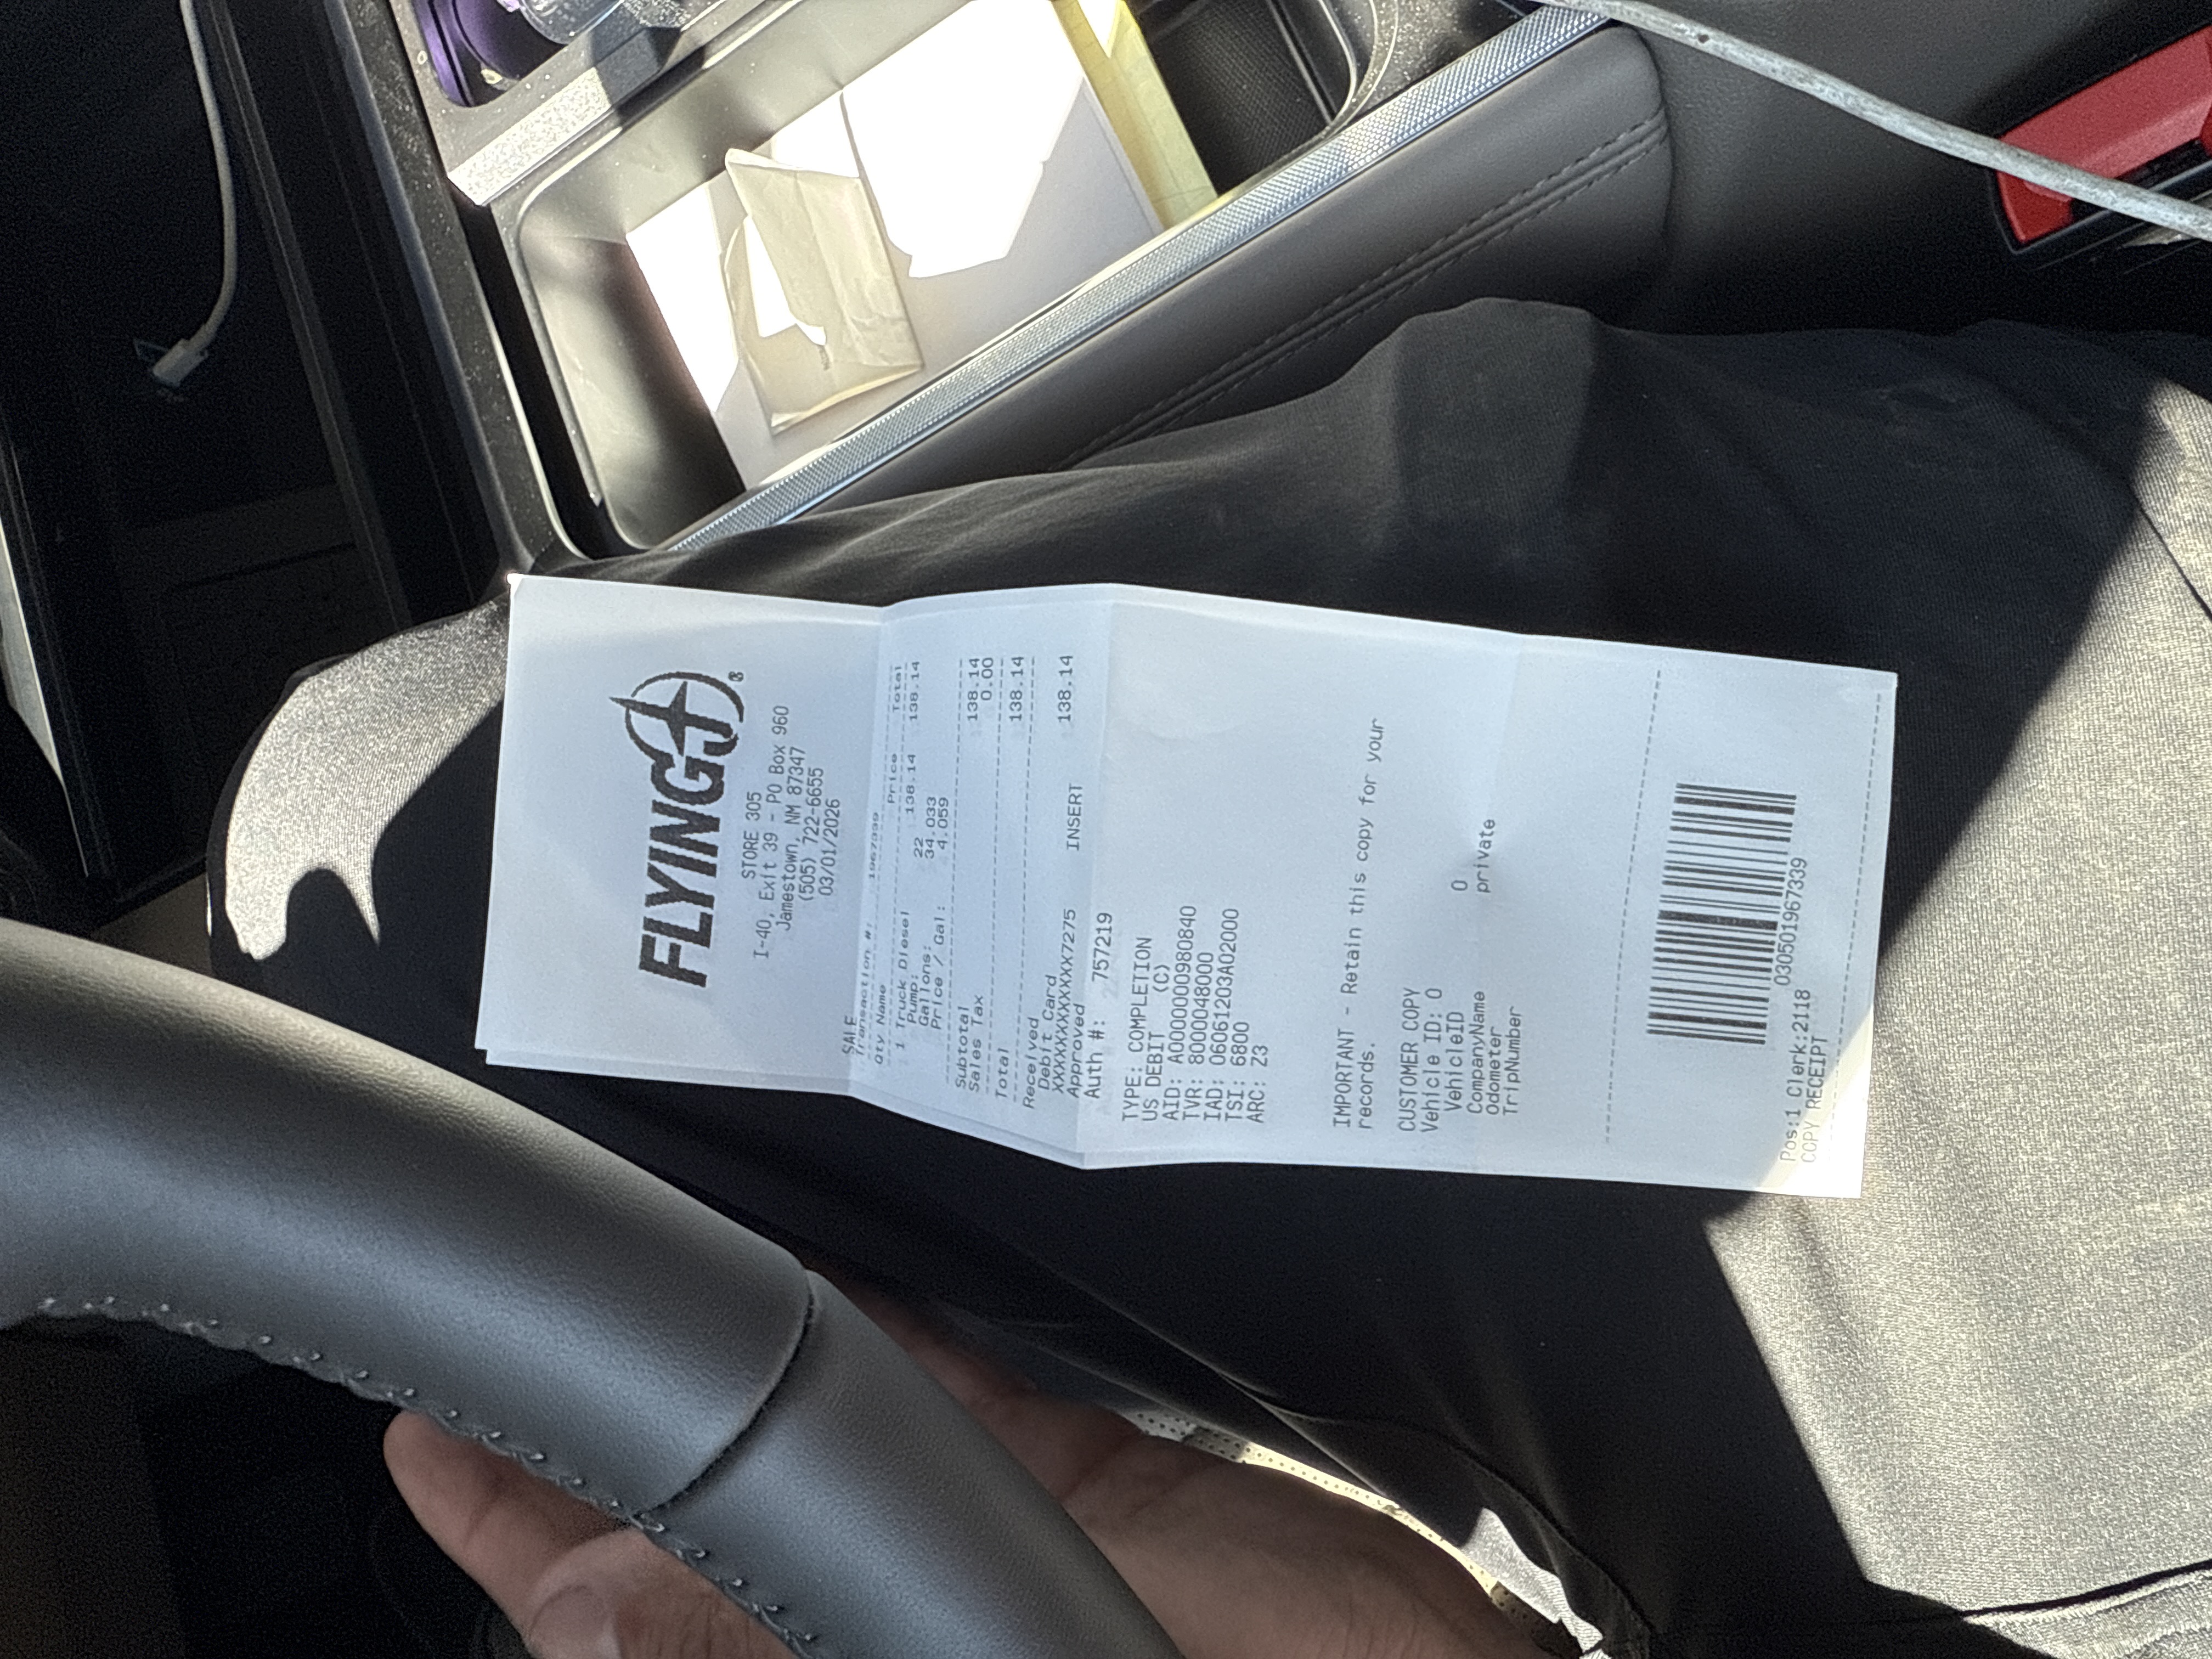 FLYING J®
STORE 305
I-40, Exit 39 - PO Box 960
Jamestown, NM 87347
(505) 722-6655
03/01/2026
SALE
Transaction #: 1967339
Qty Name Price Total
1 Truck Diesel 138.14 138.14
Pump: 22
Gallons: 34.033
Price / Gal: 4.059
Subtotal 138.14
Sales Tax 0.00
Total 138.14
Received
Debit Card 138.14
XXXXXXXXXXXXXXX7275 INSERT
Approved
Auth #: 757219
TYPE: COMPLETION
US DEBIT (C)
AID: A0000000980840
TVR: 8000048000
IAD: 06061203A02000
TSI: 6800
ARC: Z3
IMPORTANT - Retain this copy for your
records.
CUSTOMER COPY
Vehicle ID: 0
VehicleID 0
CompanyName private
Odometer
TripNumber
030501967339
Pos:1 Clerk:2118
COPY RECEIPT